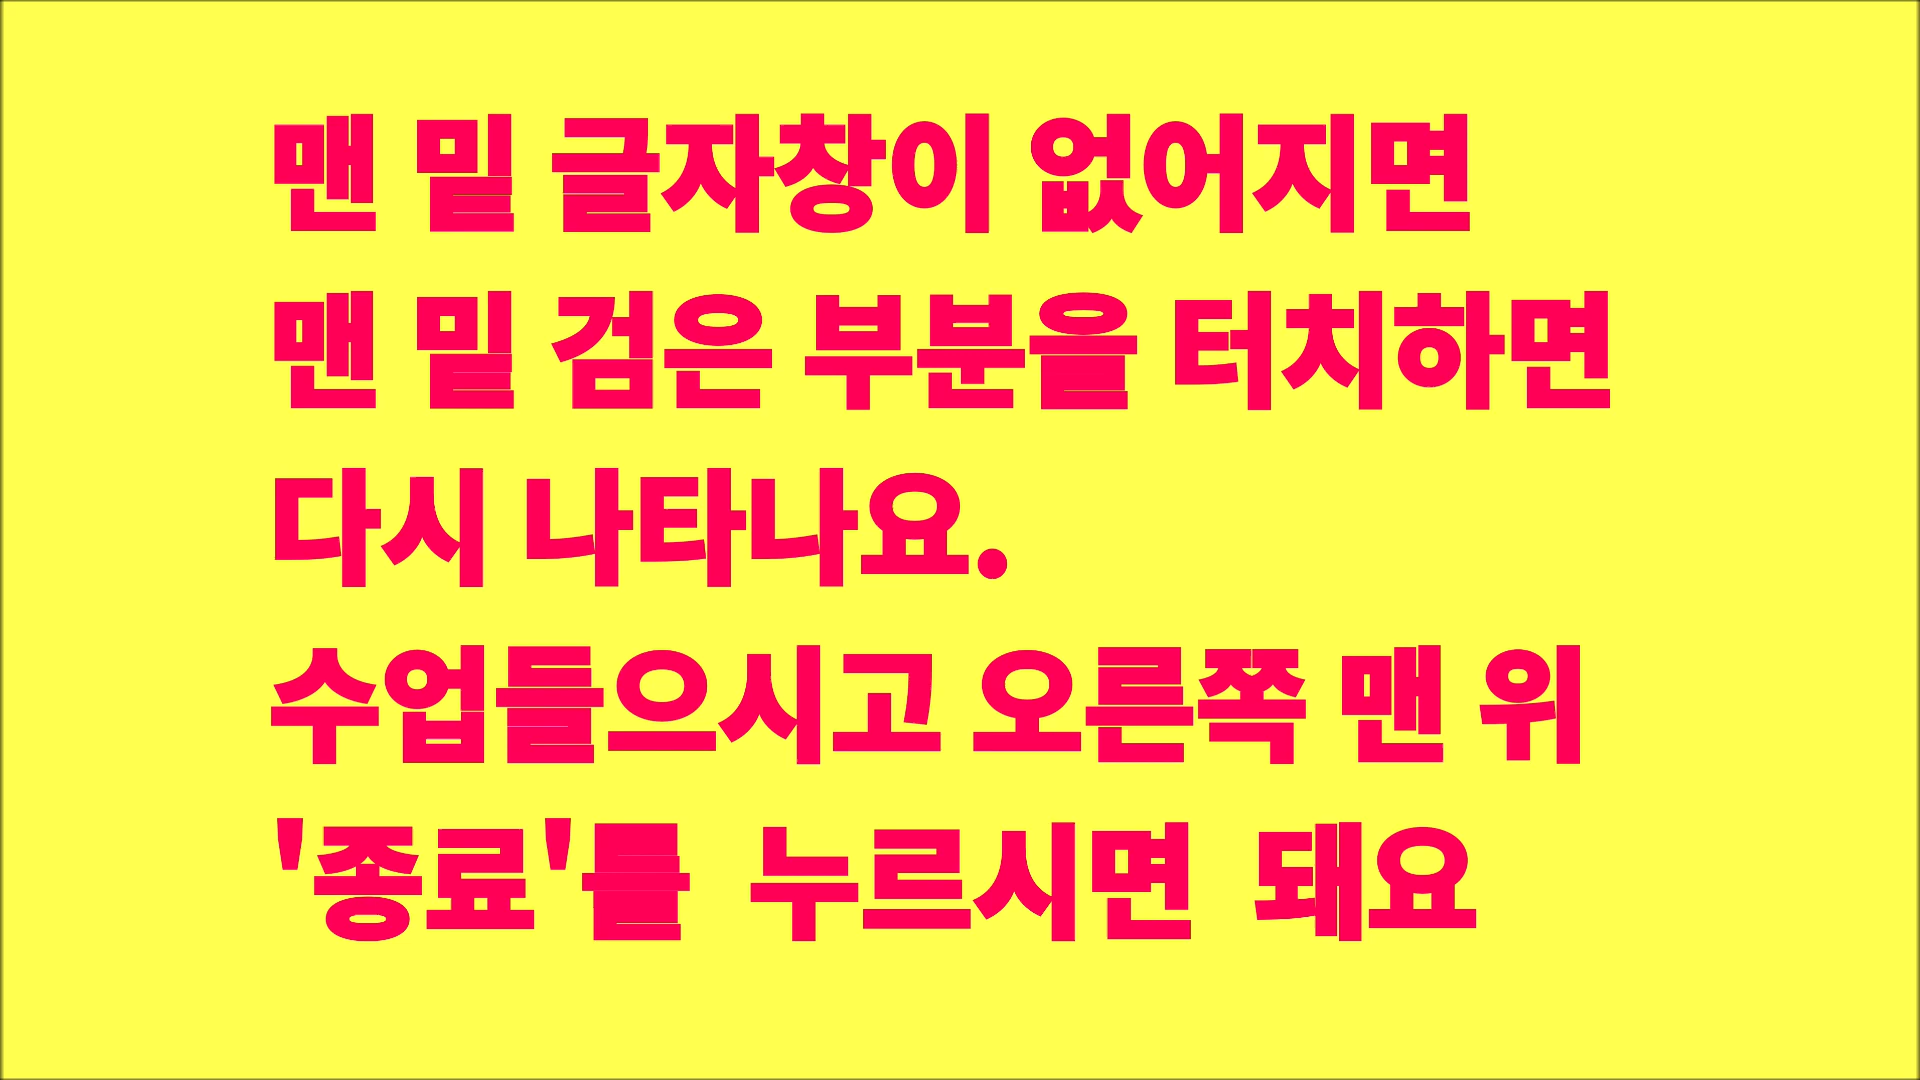 맨 밑 글자창이 없어지면
맨 밑 검은 부분을 터치하면
다시 나타나요.
수업들으시고 오른쪽 맨 위
'종료'를 누르시면 돼요